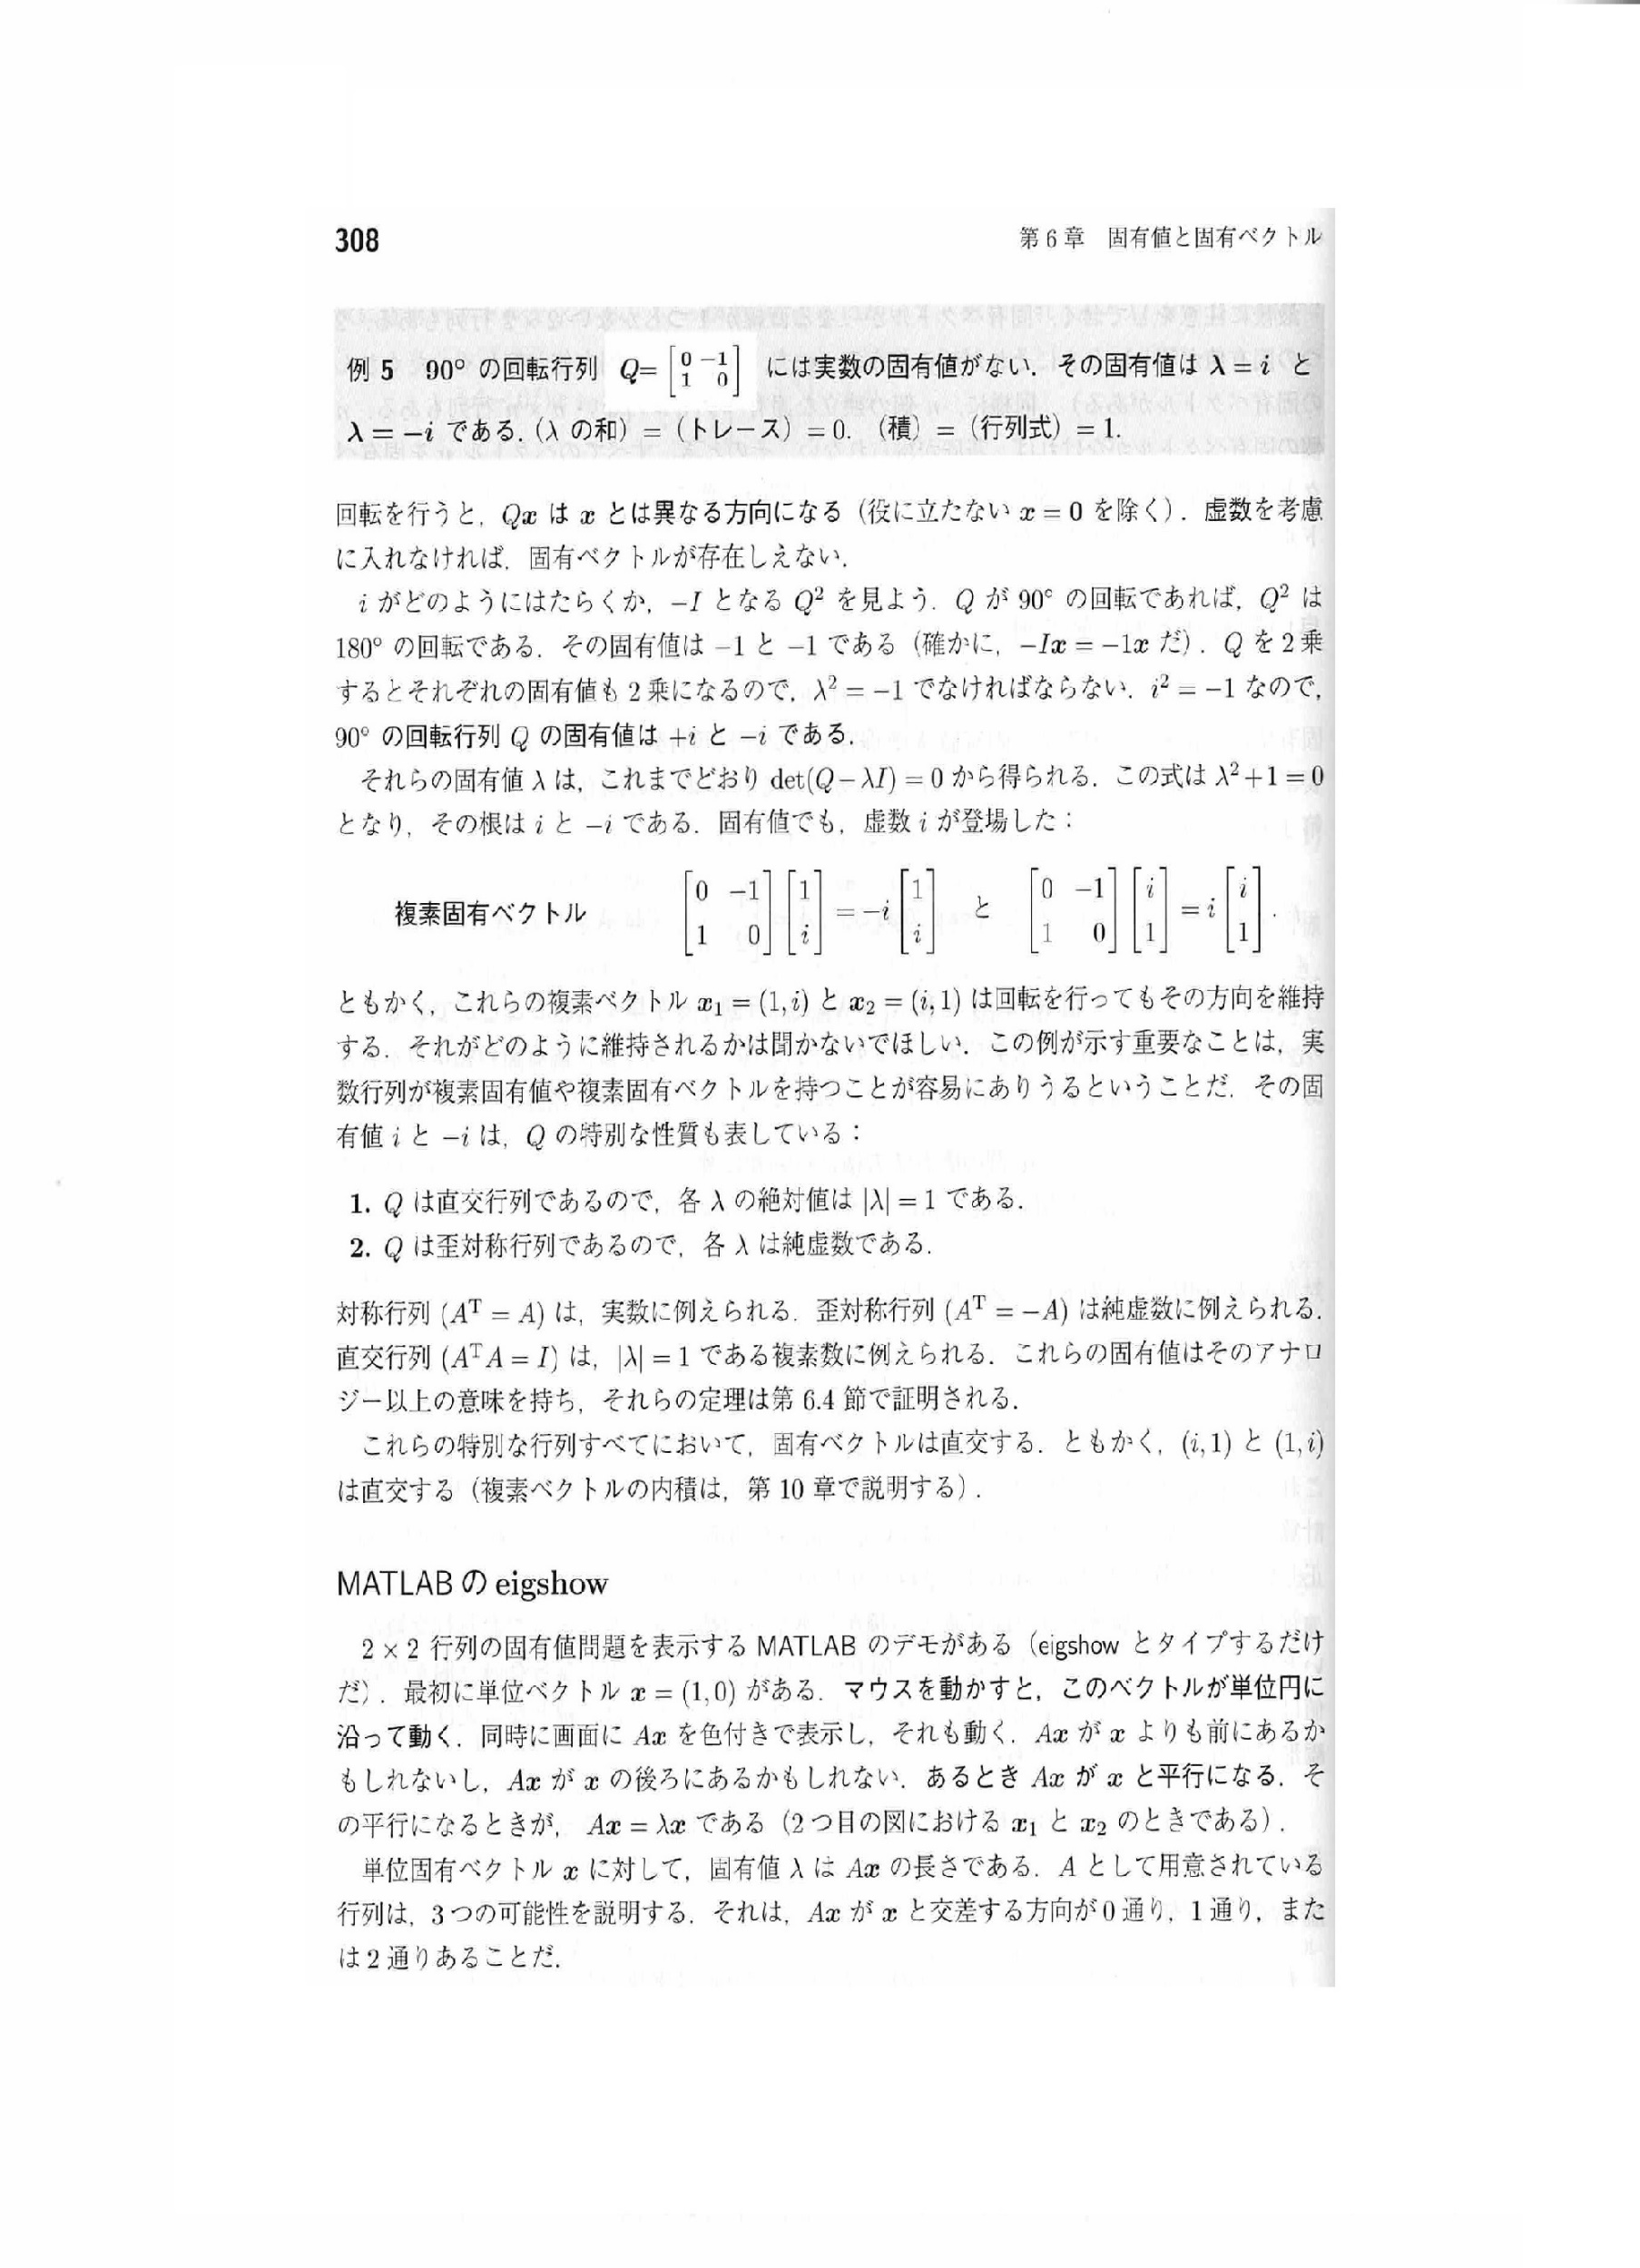 308
第6章 固有値と固有ベクトル
例 5 90° の回転行列 Q= [0 −1; 1 0] には実数の固有値がない．その固有値は λ = i と
λ = −i である．(λ の和) = (トレース) = 0. (積) = (行列式) = 1.
回転を行うと，Qx は x とは異なる方向になる（役に立たない x = 0 を除く）．虚数を考慮
に入れなければ，固有ベクトルが存在しえない．
i がどのようにはたらくか，−I となる Q² を見よう．Q が 90° の回転であれば，Q² は
180° の回転である．その固有値は −1 と −1 である（確かに，−Ix = −1x だ）．Q を 2 乗
するとそれぞれの固有値も 2 乗になるので，λ² = −1 でなければならない．i² = −1 なので，
90° の回転行列 Q の固有値は +i と −i である．
それらの固有値 λ は，これまでどおり det(Q − λI) = 0 から得られる．この式は λ²+1 = 0
となり，その根は i と −i である．固有値でも，虚数 i が登場した：
複素固有ベクトル [0 −1; 1 0] [1; i] = −i [1; i] と [0 −1; 1 0] [i; 1] = i [i; 1].
ともかく，これらの複素ベクトル x₁ = (1, i) と x₂ = (i, 1) は回転を行ってもその方向を維持
する．それがどのように維持されるかは聞かないでほしい．この例が示す重要なことは，実
数行列が複素固有値や複素固有ベクトルを持つことが容易にありうるということだ．その固
有値 i と −i は，Q の特別な性質も表している：
1. Q は直交行列であるので，各 λ の絶対値は |λ| = 1 である．
2. Q は歪対称行列であるので，各 λ は純虚数である．
対称行列 (Aᵀ = A) は，実数に例えられる．歪対称行列 (Aᵀ = −A) は純虚数に例えられる．
直交行列 (AᵀA = I) は，|λ| = 1 である複素数に例えられる．これらの固有値はそのアナロ
ジー以上の意味を持ち，それらの定理は第 6.4 節で証明される．
これらの特別な行列すべてにおいて，固有ベクトルは直交する．ともかく，(i, 1) と (1, i)
は直交する（複素ベクトルの内積は，第 10 章で説明する）．
MATLAB の eigshow
2 × 2 行列の固有値問題を表示する MATLAB のデモがある（eigshow とタイプするだけ
だ）．最初に単位ベクトル x = (1, 0) がある．マウスを動かすと，このベクトルが単位円に
沿って動く．同時に画面に Ax を色付きで表示し，それも動く．Ax が x よりも前にあるか
もしれないし，Ax が x の後ろにあるかもしれない．あるとき Ax が x と平行になる．そ
の平行になるときが，Ax = λx である（2 つ目の図における x₁ と x₂ のときである）．
単位固有ベクトル x に対して，固有値 λ は Ax の長さである．A として用意されている
行列は，3 つの可能性を説明する．それは，Ax が x と交差する方向が 0 通り，1 通り，また
は 2 通りあることだ．